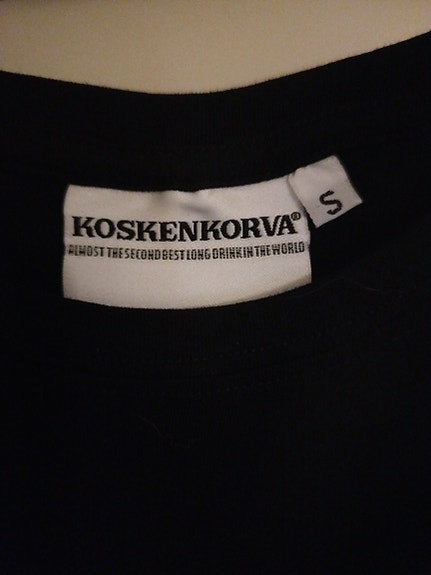 KOSKENKORVA®
ALMOST THE SECOND BEST LONG DRINK IN THE WORLD
S